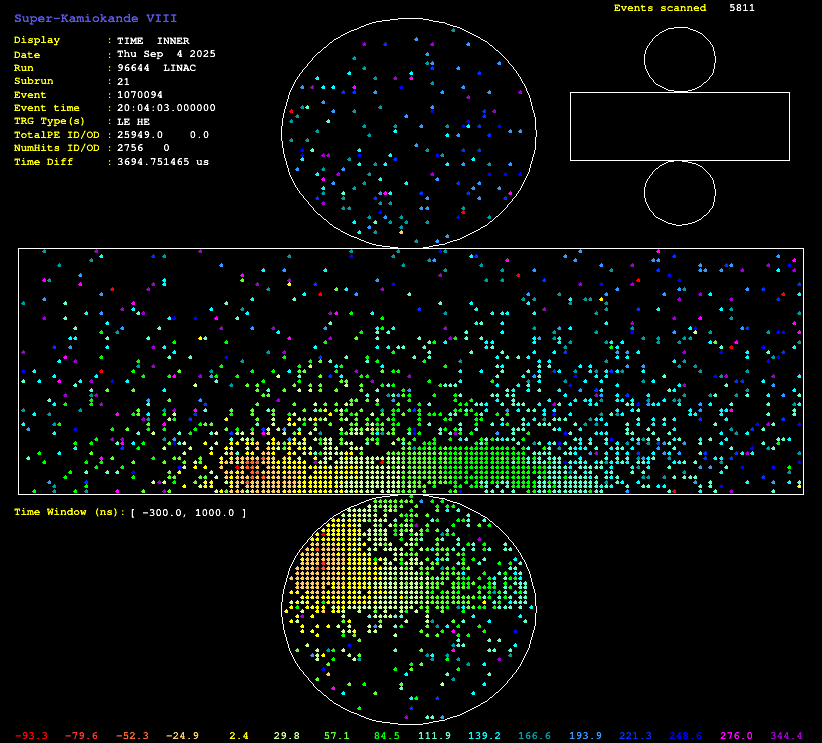 Super-Kamiokande VIII
Events scanned 5811
Display : TIME INNER
Date : Thu Sep 4 2025
Run : 96644 LINAC
Subrun : 21
Event : 1070094
Event time : 20:04:03.000000
TRG Type(s) : LE HE
TotalPE ID/OD : 25949.0 0.0
NumHits ID/OD : 2756 0
Time Diff : 3694.751465 us
Time Window (ns): [ -300.0, 1000.0 ]
-93.3 -79.6 -52.3 -24.9 2.4 29.8 57.1 84.5 111.9 139.2 166.6 193.9 221.3 248.6 276.0 344.4